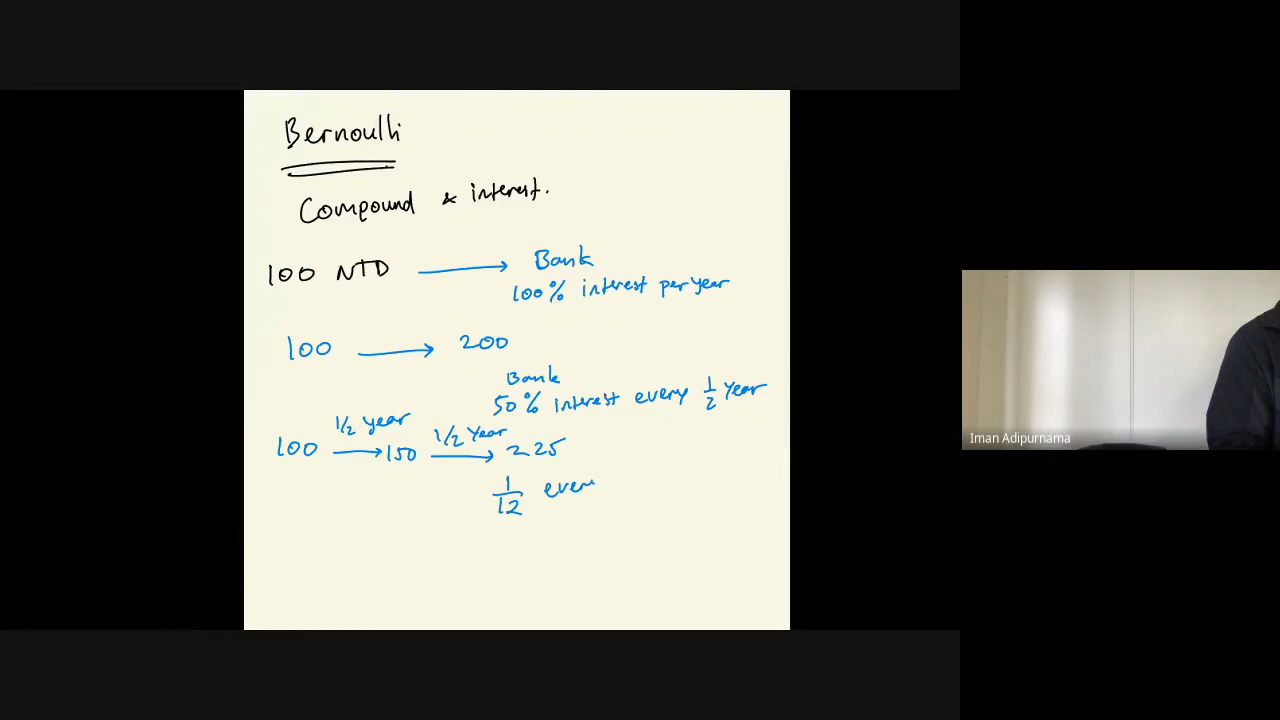 Bernoulli
Compound & interest.
100 NTD → Bank
100% interest per year
100 → 200
Bank
50% interest every 1/2 year
1/2 year 1/2 year
100 → 150 → 225
1/12 every
Iman Adipurnama